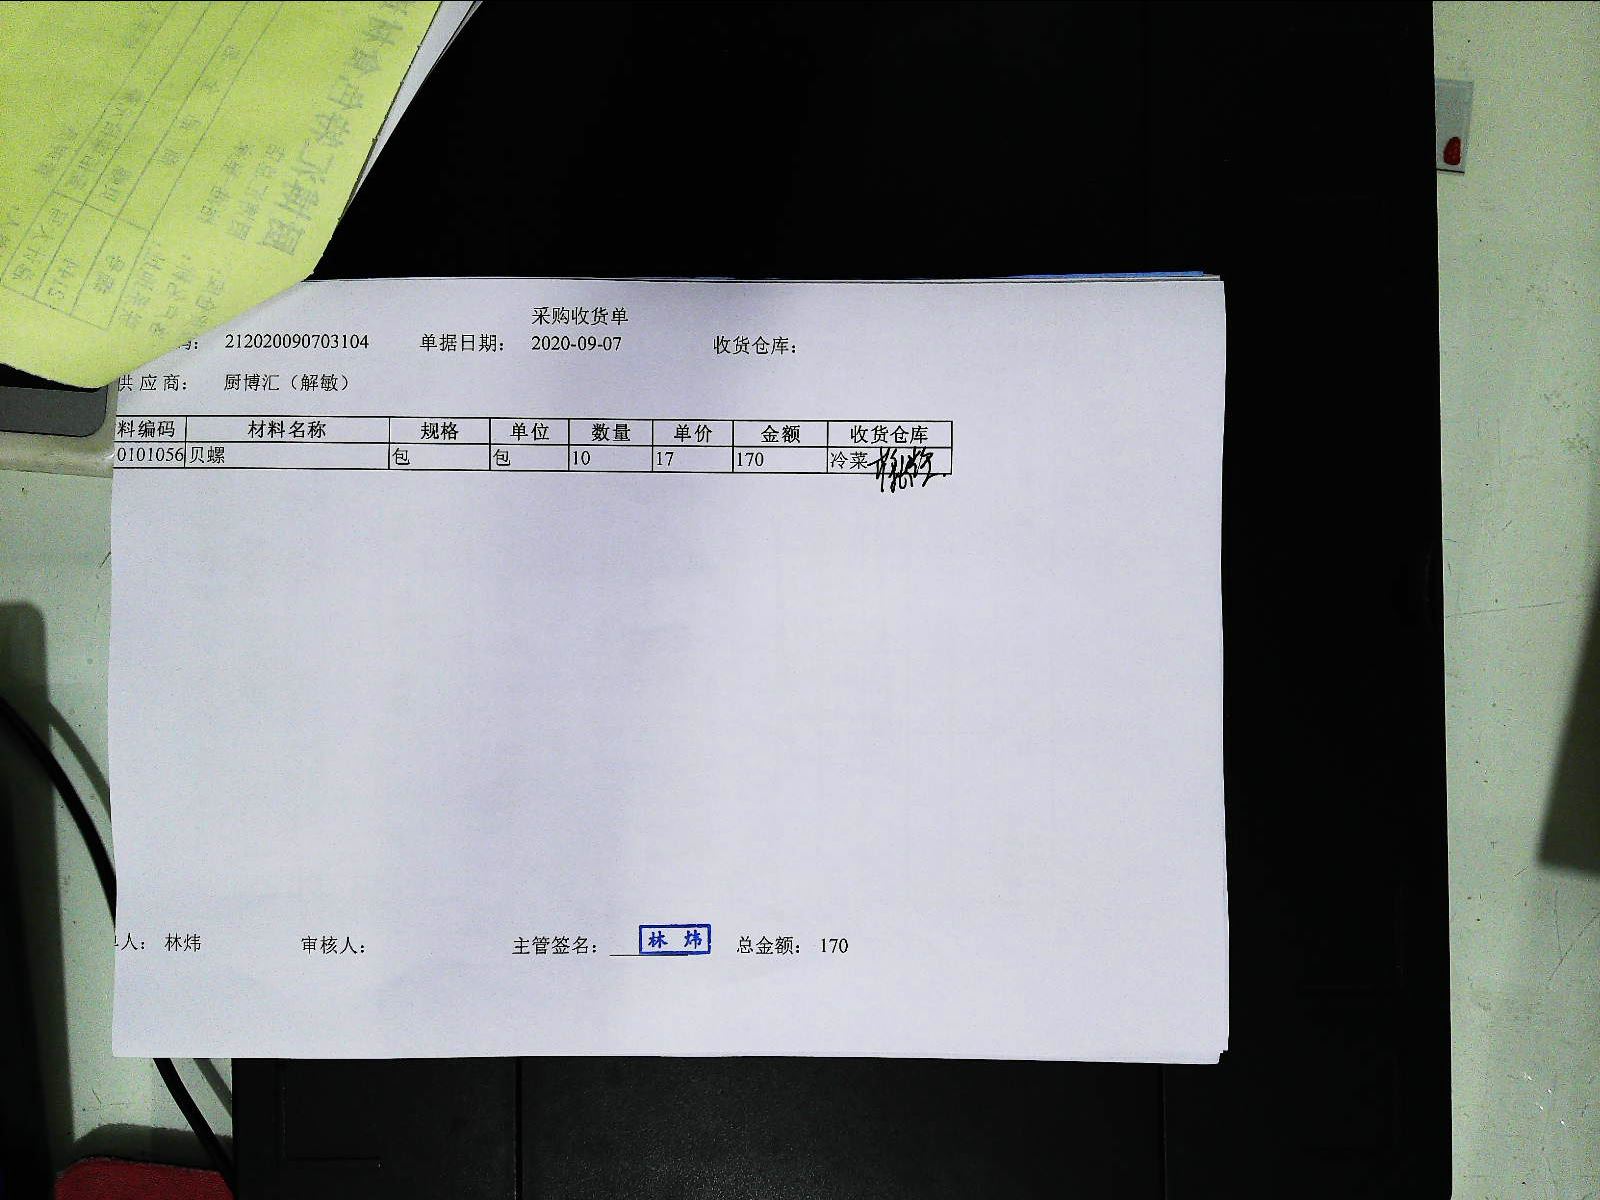 采购收货单
码： 212020090703104 单据日期： 2020-09-07 收货仓库：
供应商： 厨博汇（解敏）
料编码 材料名称 规格 单位 数量 单价 金额 收货仓库
0101056 贝螺 包 包 10 17 170 冷菜
单人： 林炜 审核人： 主管签名： 林炜 总金额： 170